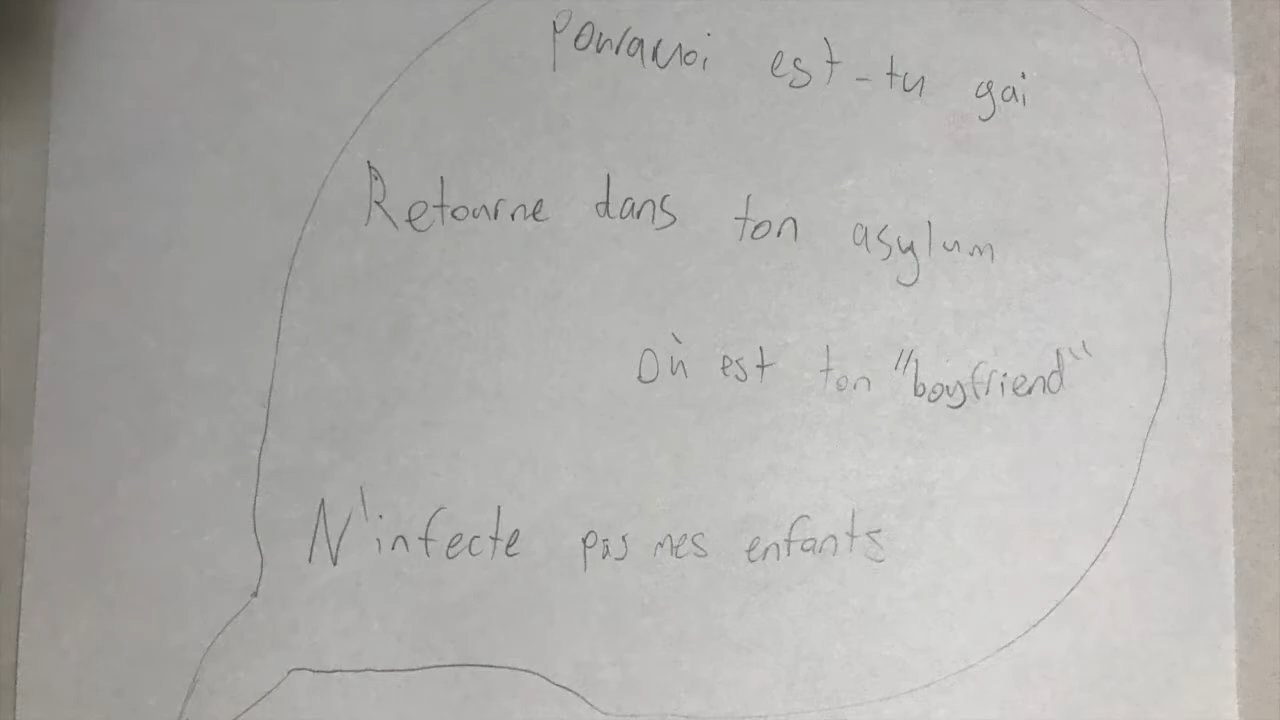 Pourquoi est-tu gai
Retourne dans ton asylum
Où est ton "boyfriend"
N'infecte pas mes enfants